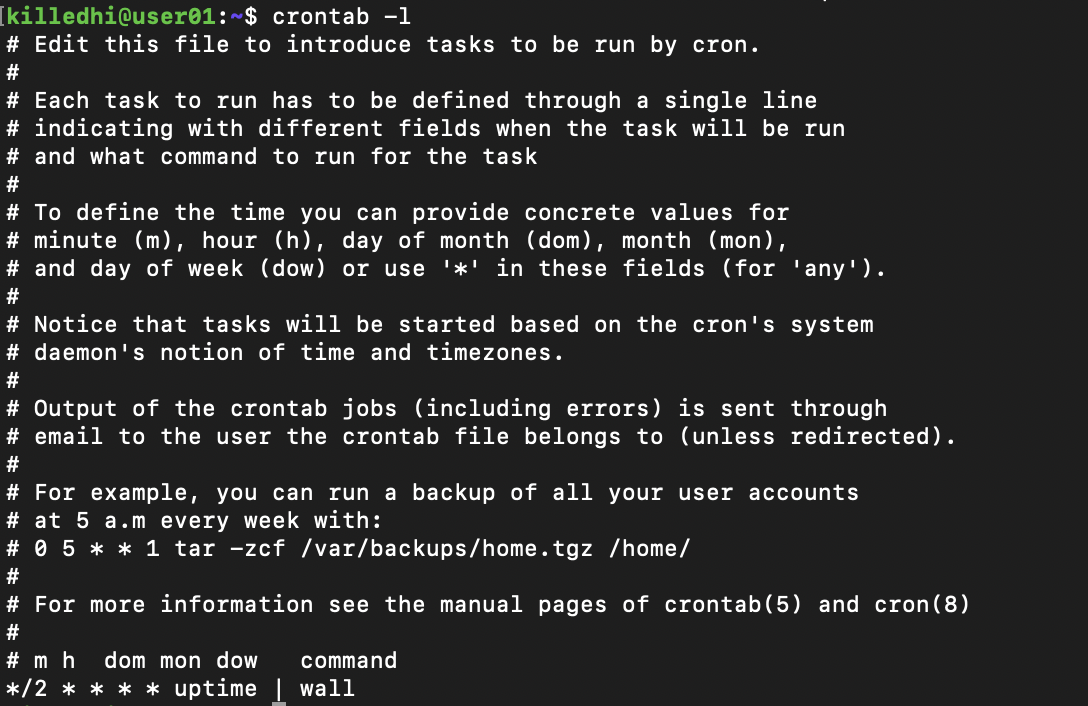 [killedhi@user01:~$ crontab -l
# Edit this file to introduce tasks to be run by cron.
#
# Each task to run has to be defined through a single line
# indicating with different fields when the task will be run
# and what command to run for the task
#
# To define the time you can provide concrete values for
# minute (m), hour (h), day of month (dom), month (mon),
# and day of week (dow) or use '*' in these fields (for 'any').
#
# Notice that tasks will be started based on the cron's system
# daemon's notion of time and timezones.
#
# Output of the crontab jobs (including errors) is sent through
# email to the user the crontab file belongs to (unless redirected).
#
# For example, you can run a backup of all your user accounts
# at 5 a.m every week with:
# 0 5 * * 1 tar -zcf /var/backups/home.tgz /home/
#
# For more information see the manual pages of crontab(5) and cron(8)
#
# m h  dom mon dow   command
*/2 * * * * uptime | wall